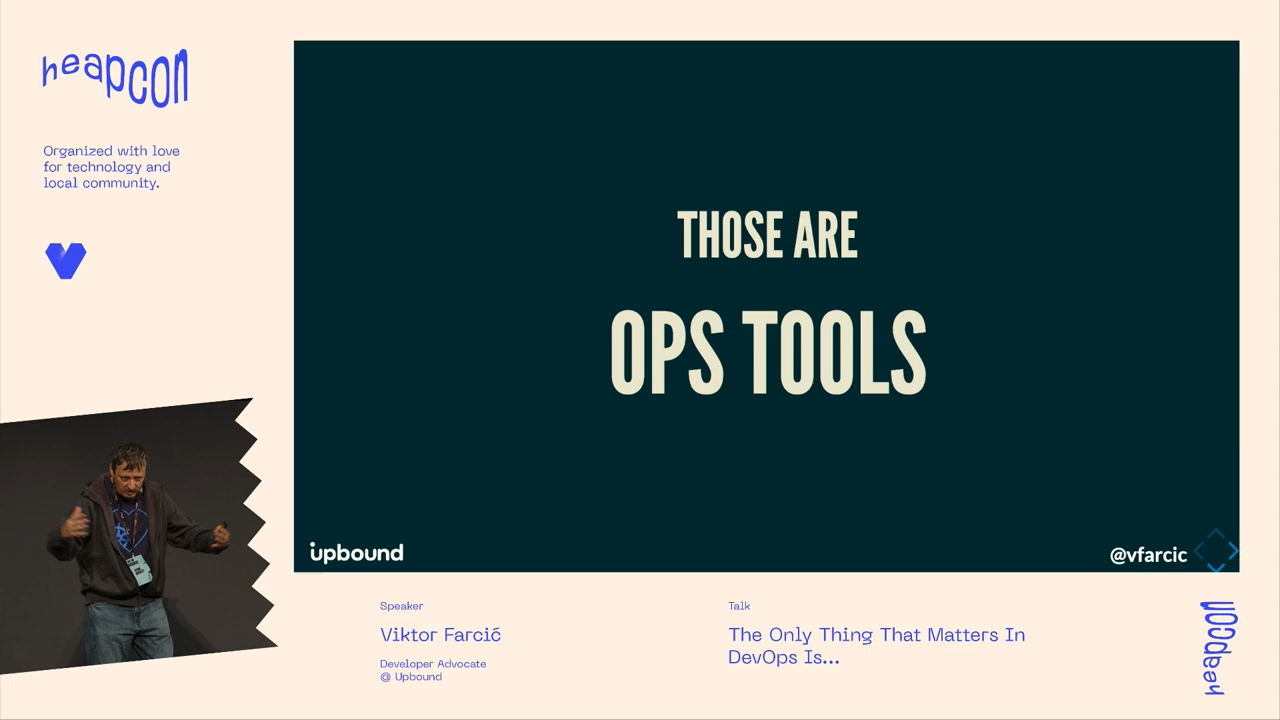 heapcon
Organized with love
for technology and
local community.
THOSE ARE
OPS TOOLS
upbound
@vfarcic
Speaker
Viktor Farcić
Developer Advocate
@ Upbound
Talk
The Only Thing That Matters In
DevOps Is...
heapcon